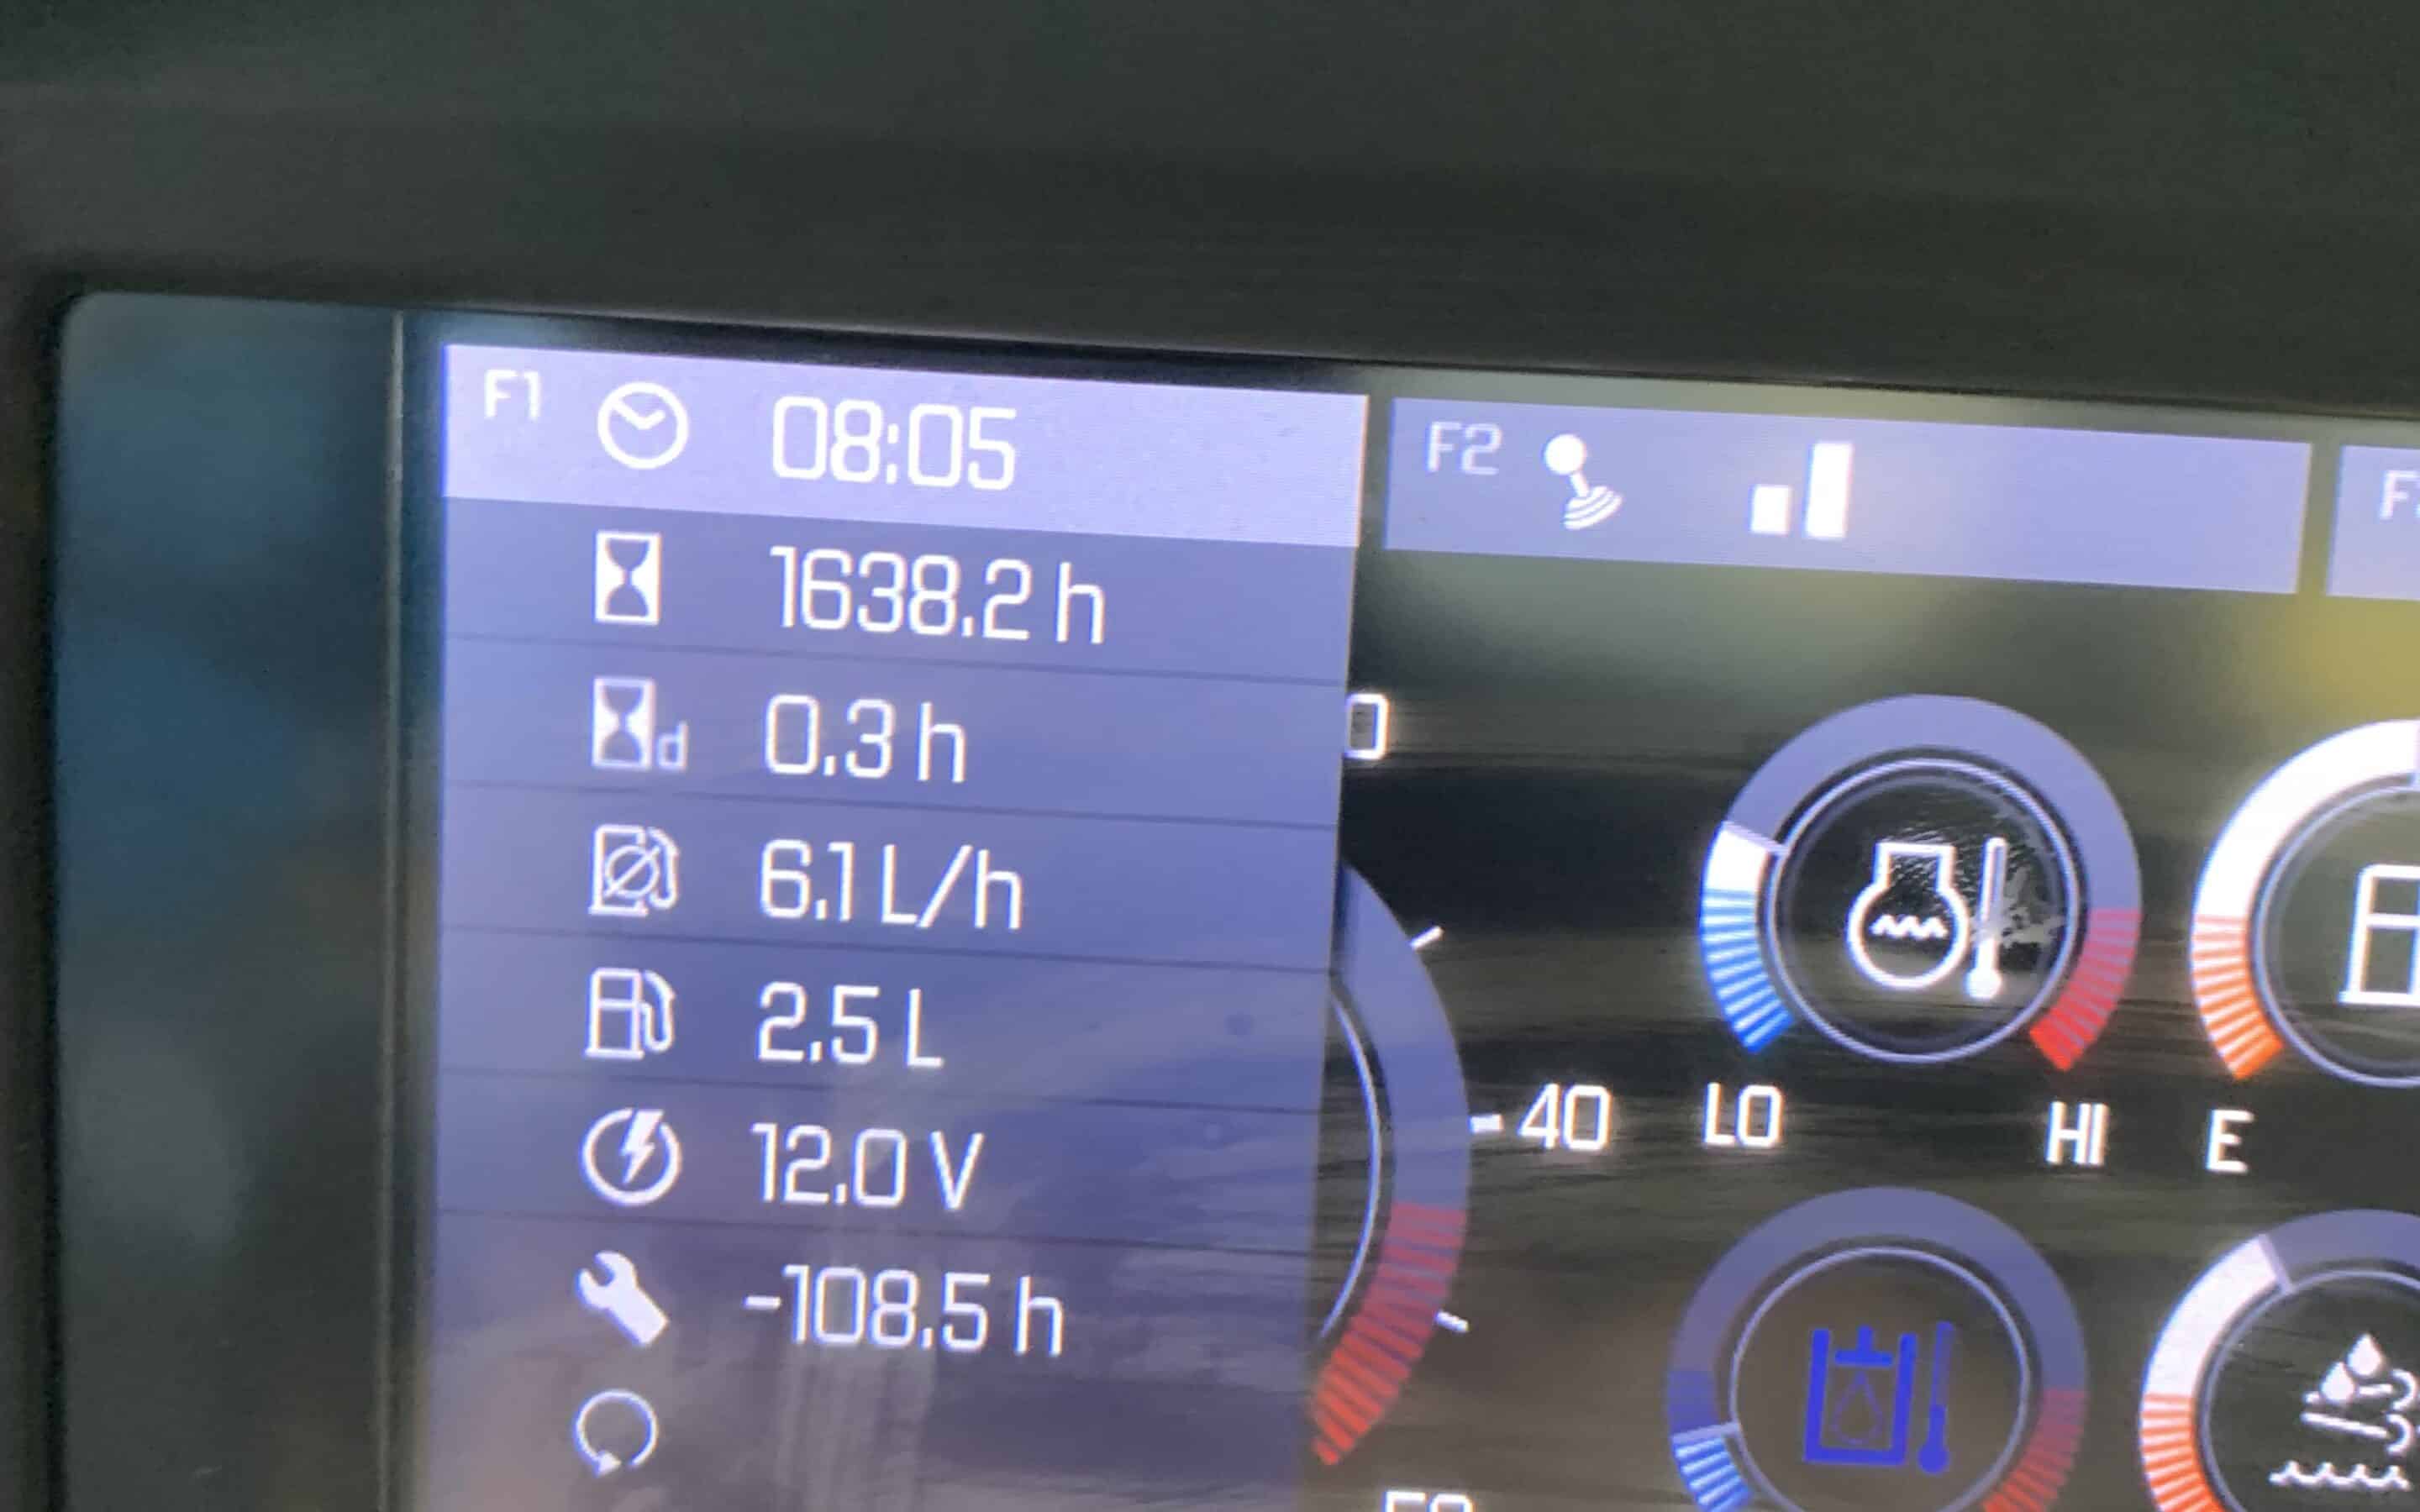 F1 08:05
F2
1638.2 h
d 0.3 h
6.1 L/h
2.5 L
12.0 V
-108.5 h
40
LO HI E